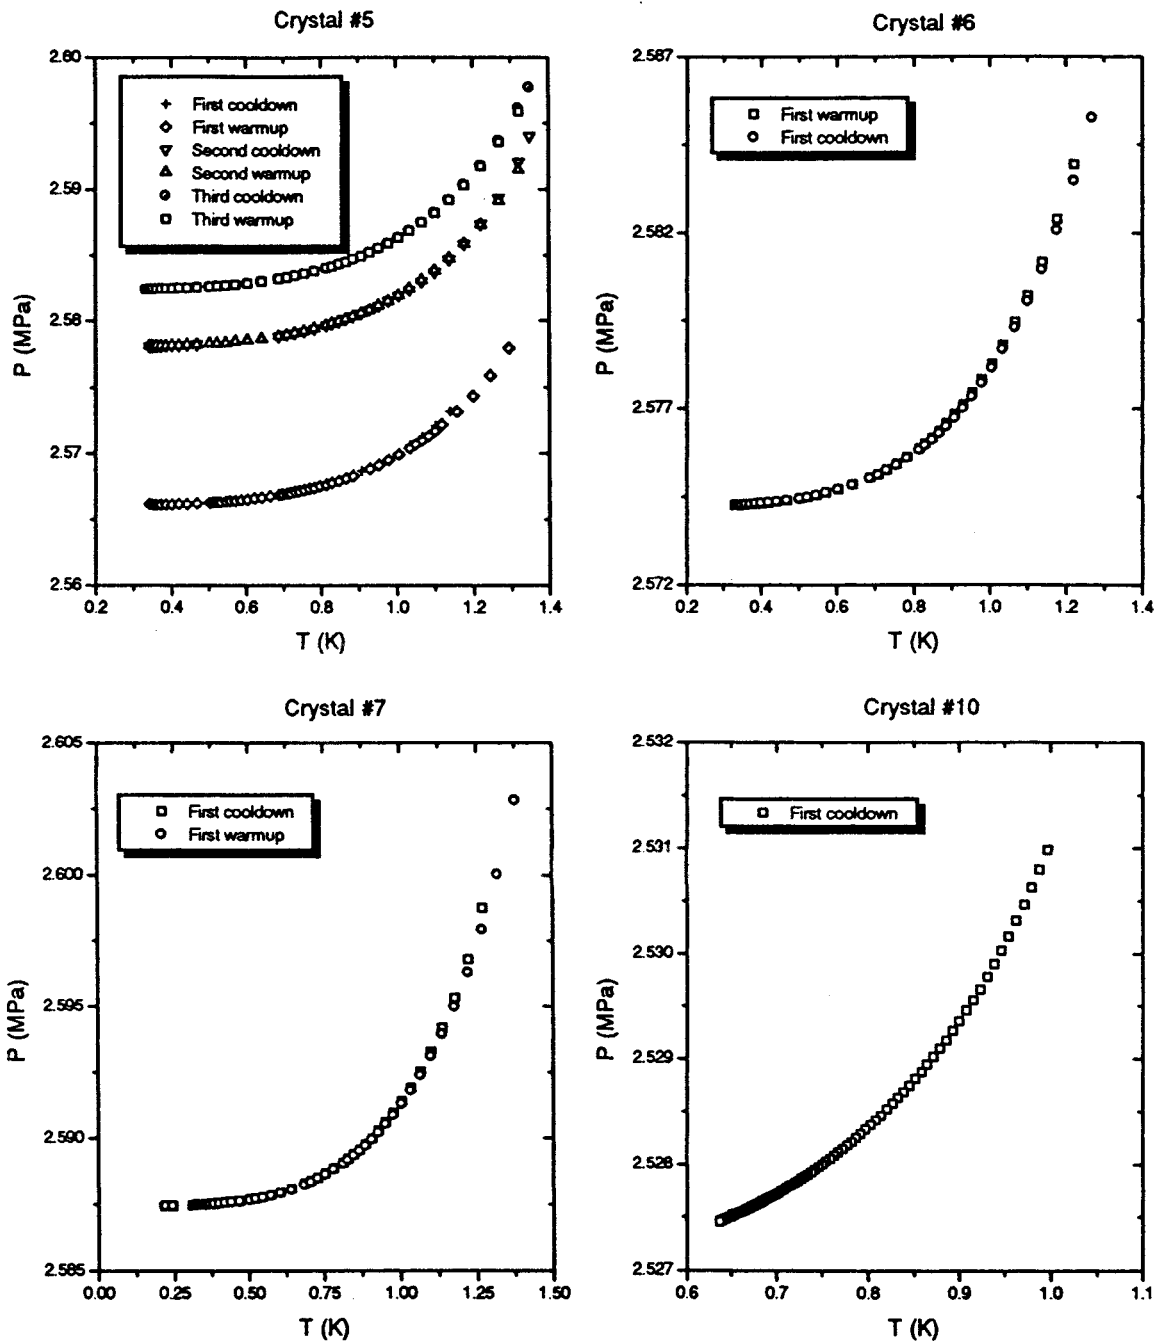 Crystal #5
2.60
2.59
2.58
2.57
2.56
P (MPa)
First cooldown
First warmup
Second cooldown
Second warmup
Third cooldown
Third warmup
0.2 0.4 0.6 0.8 1.0 1.2 1.4
T (K)
Crystal #6
2.587
2.582
2.577
2.572
P (MPa)
First warmup
First cooldown
0.2 0.4 0.6 0.8 1.0 1.2 1.4
T (K)
Crystal #7
2.605
2.600
2.595
2.590
2.585
P (MPa)
First cooldown
First warmup
0.00 0.25 0.50 0.75 1.00 1.25 1.50
T (K)
Crystal #10
2.532
2.531
2.530
2.529
2.528
2.527
P (MPa)
First cooldown
0.6 0.7 0.8 0.9 1.0 1.1
T (K)